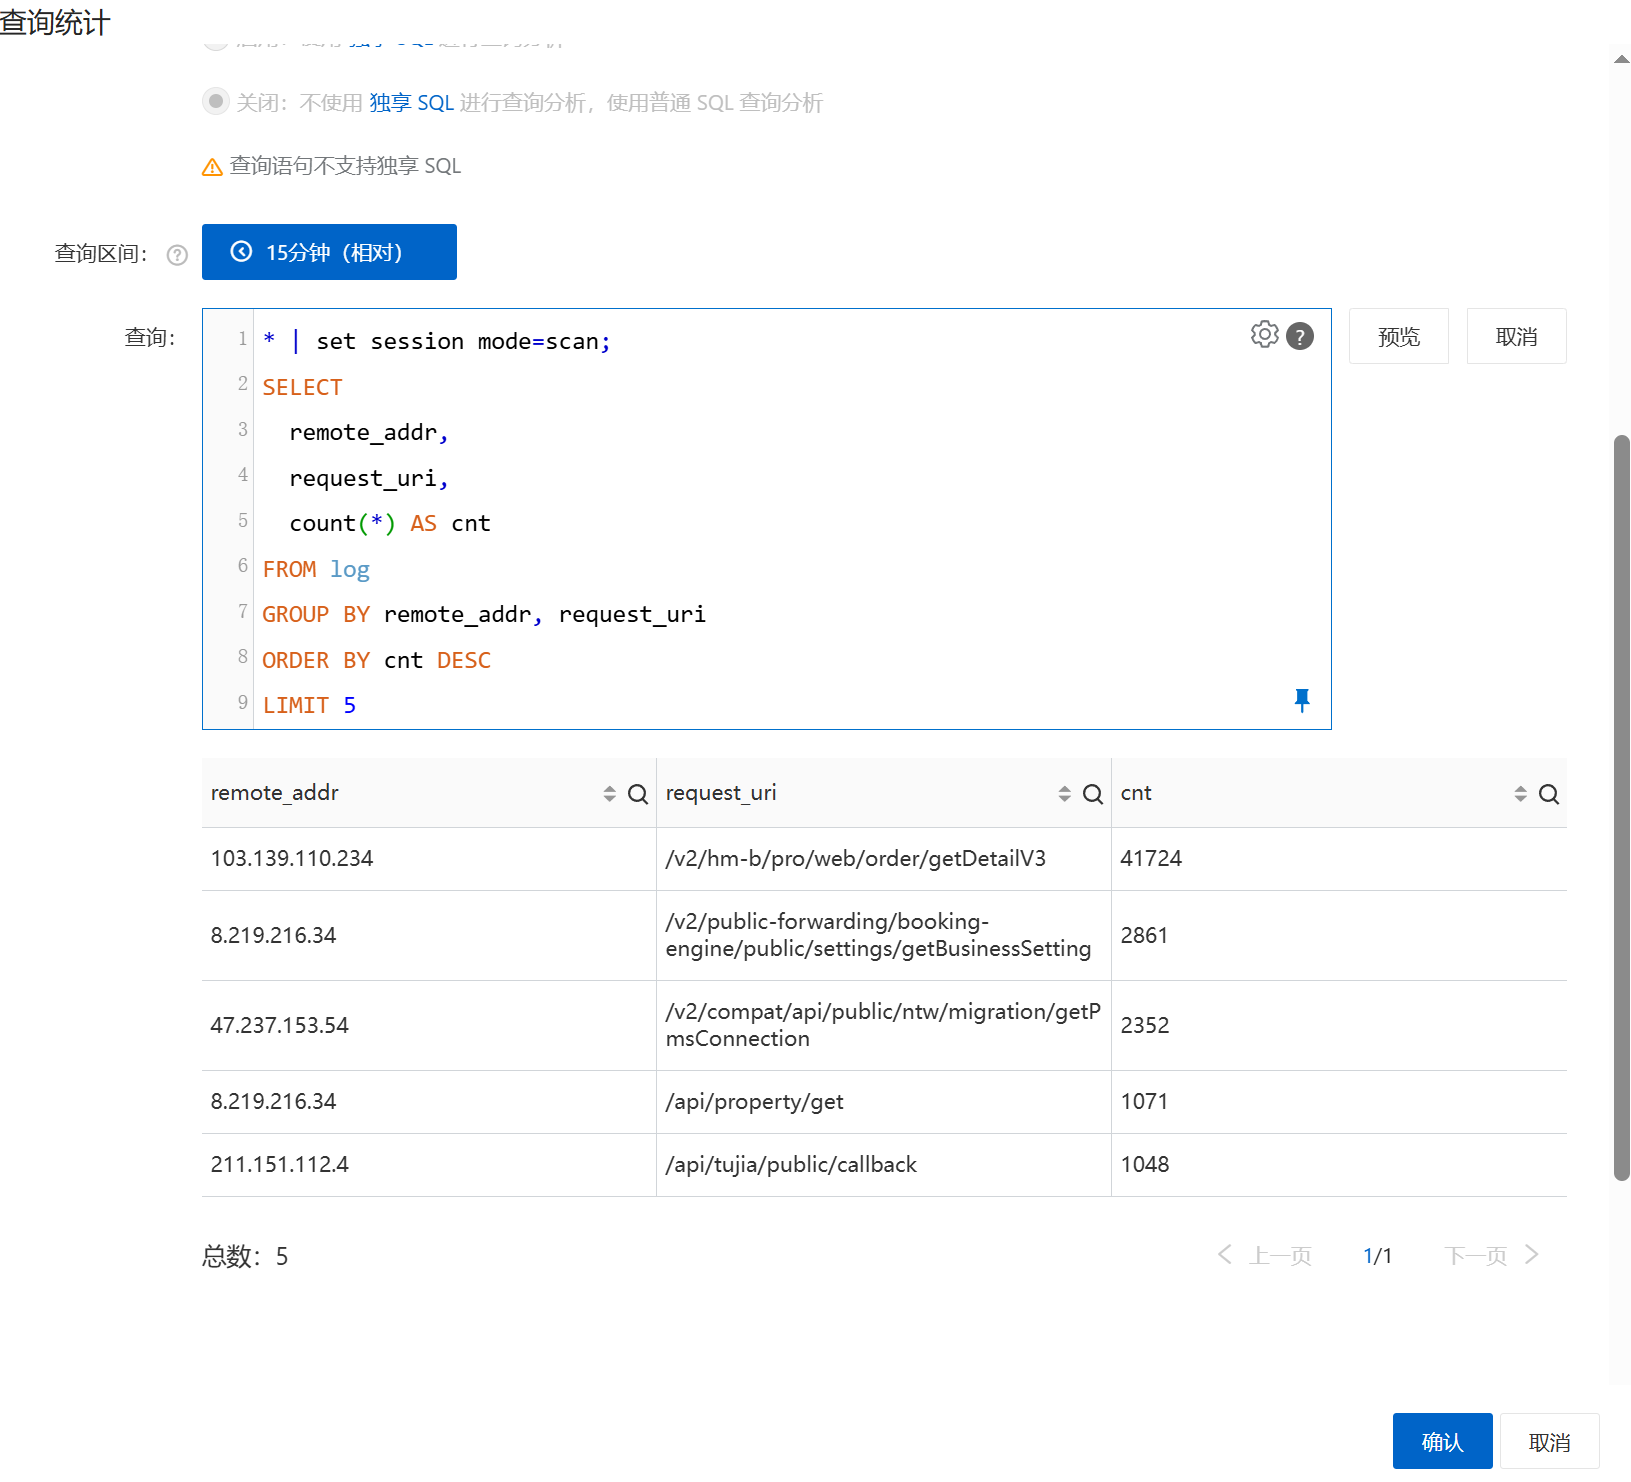 查询统计
关闭：不使用 独享 SQL 进行查询分析，使用普通 SQL 查询分析
查询语句不支持独享 SQL
查询区间： ? 15分钟（相对）
查询：
1 * | set session mode=scan;
2 SELECT
3 remote_addr,
4 request_uri,
5 count(*) AS cnt
6 FROM log
7 GROUP BY remote_addr, request_uri
8 ORDER BY cnt DESC
9 LIMIT 5
?
预览 取消
remote_addr request_uri cnt
103.139.110.234 /v2/hm-b/pro/web/order/getDetailV3 41724
8.219.216.34 /v2/public-forwarding/booking-
engine/public/settings/getBusinessSetting 2861
47.237.153.54 /v2/compat/api/public/ntw/migration/getP
msConnection 2352
8.219.216.34 /api/property/get 1071
211.151.112.4 /api/tujia/public/callback 1048
总数：5 上一页 1/1 下一页
确认 取消